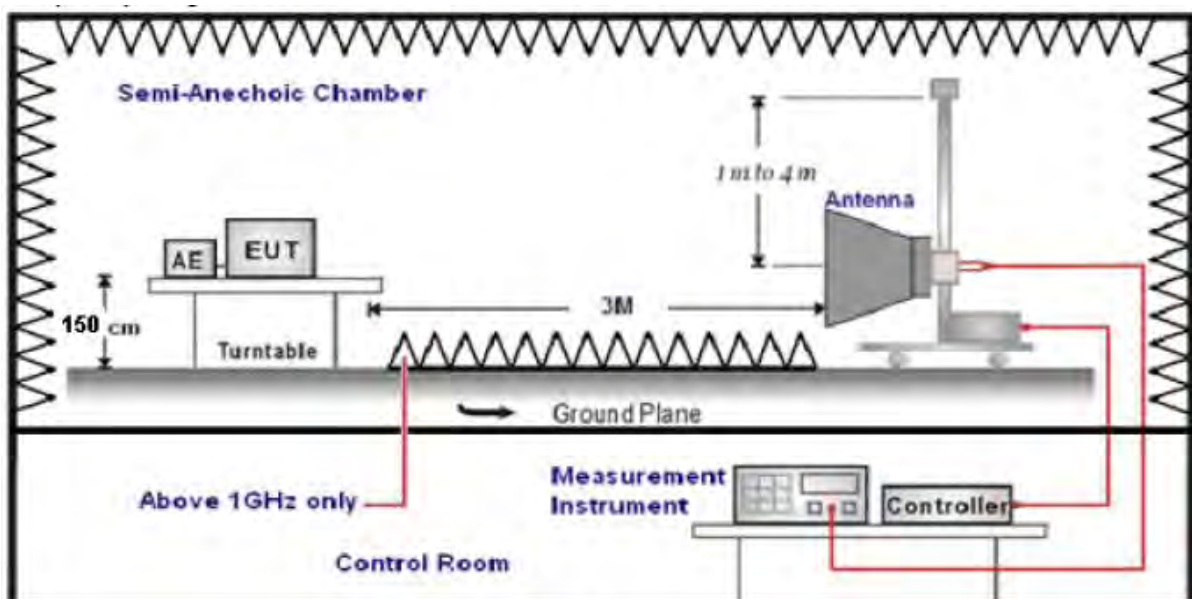 Semi-Anechoic Chamber
1 m to 4 m
Antenna
AE
EUT
150 cm
3M
Turntable
Ground Plane
Above 1GHz only
Measurement
Instrument
Controller
Control Room